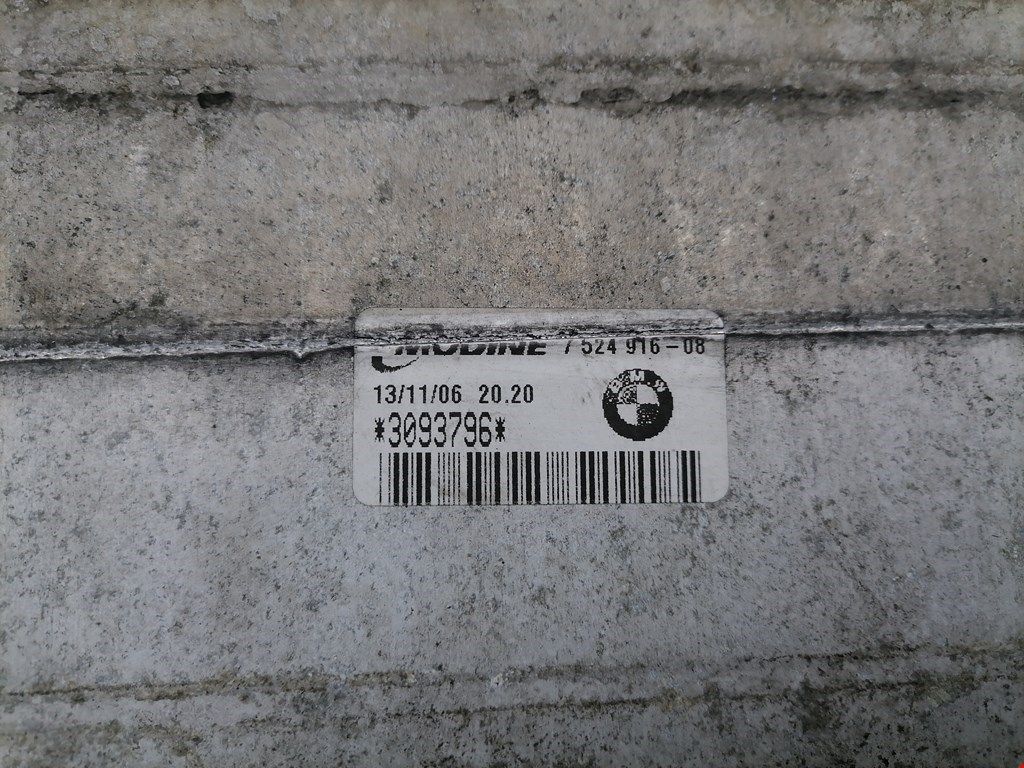 MODINE 7 524 916-08
13/11/06 20.20
BMW
*3093796*